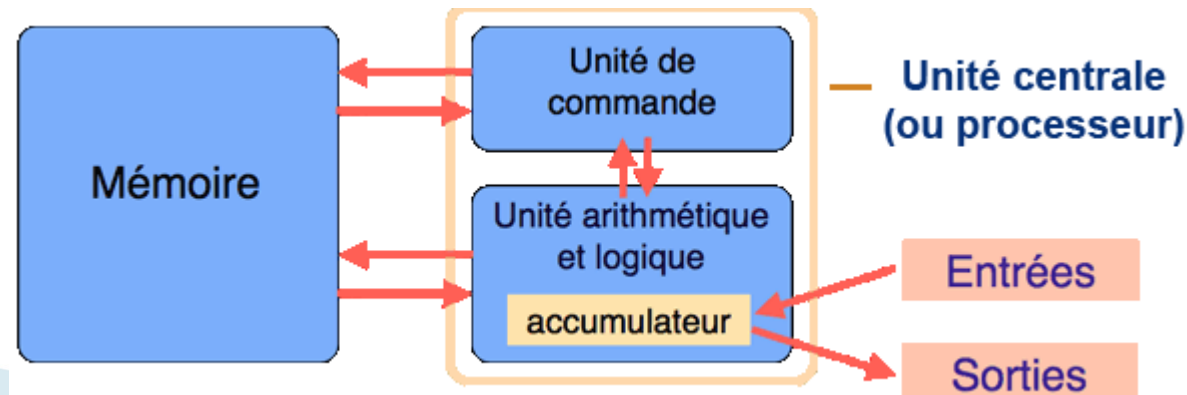 Mémoire
Unité de
commande
Unité arithmétique
et logique
accumulateur
Unité centrale
(ou processeur)
Entrées
Sorties